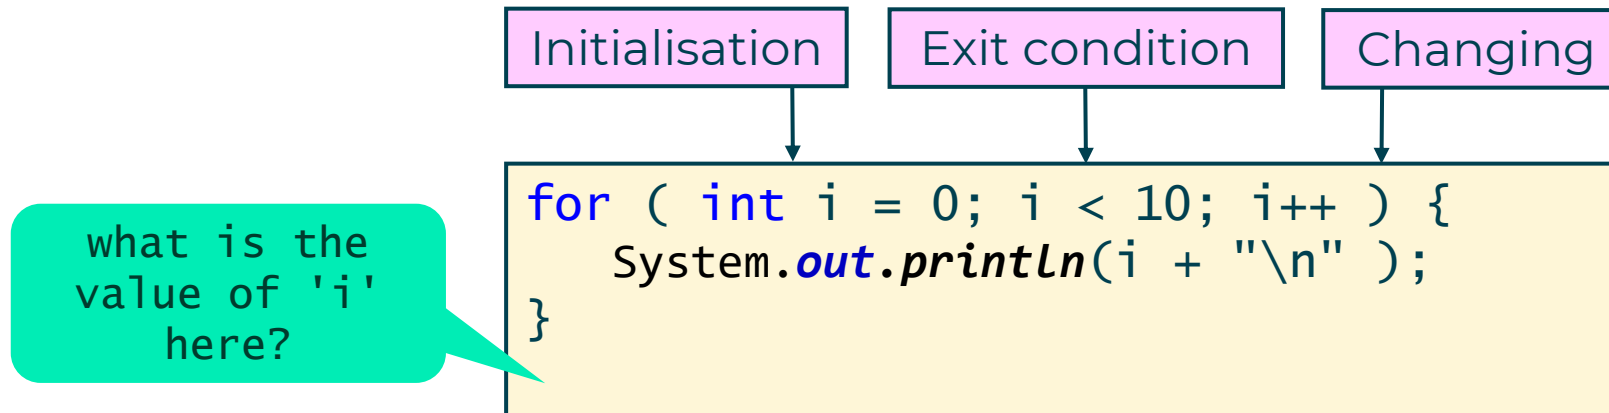 Initialisation
Exit condition
Changing
for ( int i = 0; i < 10; i++ ) {
System.out.println(i + "\n" );
}
what is the
value of 'i'
here?